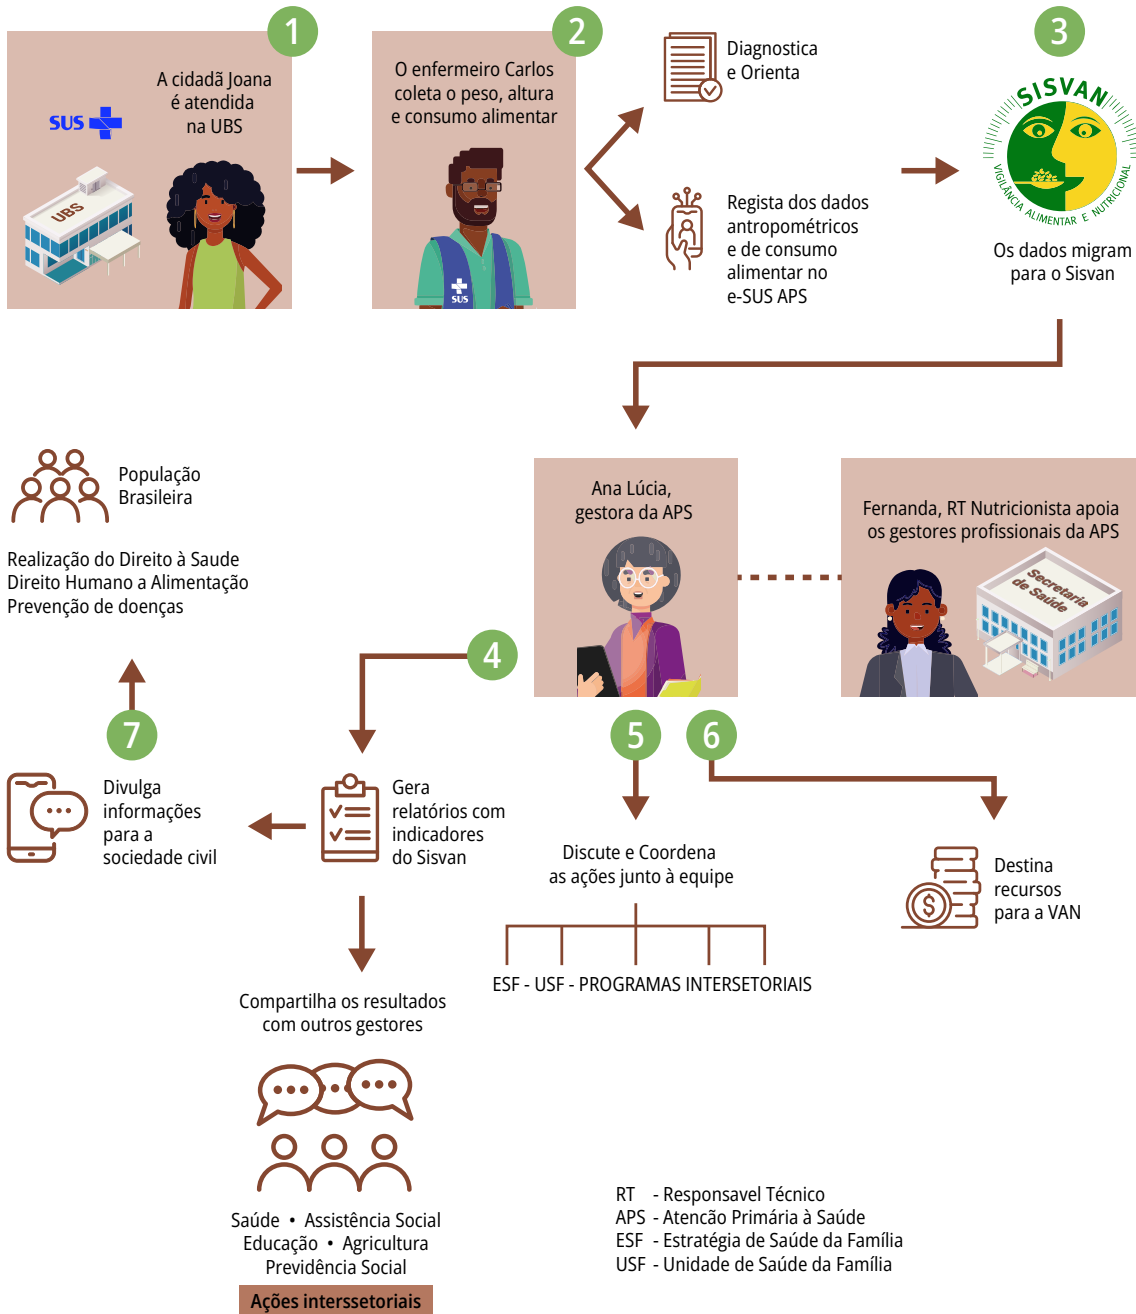 1
A cidadã Joana
é atendida
na UBS
SUS
UBS
2
O enfermeiro Carlos
coleta o peso, altura
e consumo alimentar
SUS
Diagnostica
e Orienta
Regista dos dados
antropométricos
e de consumo
alimentar no
e-SUS APS
3
SISVAN
VIGILÂNCIA ALIMENTAR E NUTRICIONAL
Os dados migram
para o Sisvan
Ana Lúcia,
gestora da APS
Fernanda, RT Nutricionista apoia
os gestores profissionais da APS
Secretaria
de Saúde
População
Brasileira
Realização do Direito à Saude
Direito Humano a Alimentação
Prevenção de doenças
4
5
6
7
Divulga
informações
para a
sociedade civil
Gera
relatórios com
indicadores
do Sisvan
Discute e Coordena
as ações junto à equipe
ESF - USF - PROGRAMAS INTERSETORIAIS
$
Destina
recursos
para a VAN
Compartilha os resultados
com outros gestores
Saúde • Assistência Social
Educação • Agricultura
Previdência Social
Ações interssetoriais
RT - Responsavel Técnico
APS - Atencão Primária à Saúde
ESF - Estratégia de Saúde da Família
USF - Unidade de Saúde da Família